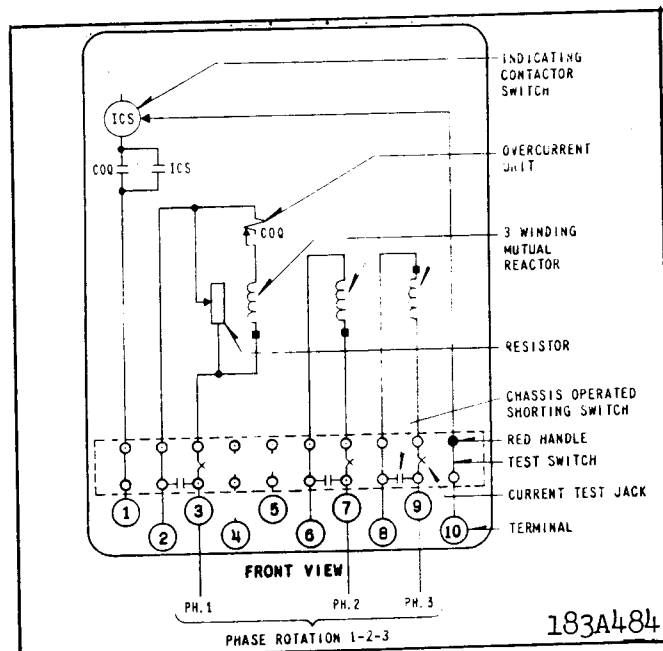 INDICATING
CONTACTOR
SWITCH
ICS
COQ
ICS
OVERCURRENT
UNIT
COQ
3 WINDING
MUTUAL
REACTOR
RESISTOR
CHASSIS OPERATED
SHORTING SWITCH
RED HANDLE
TEST SWITCH
CURRENT TEST JACK
TERMINAL
1
2
3
4
5
6
7
8
9
10
FRONT VIEW
PH.1
PH.2
PH.3
PHASE ROTATION 1-2-3
183A484